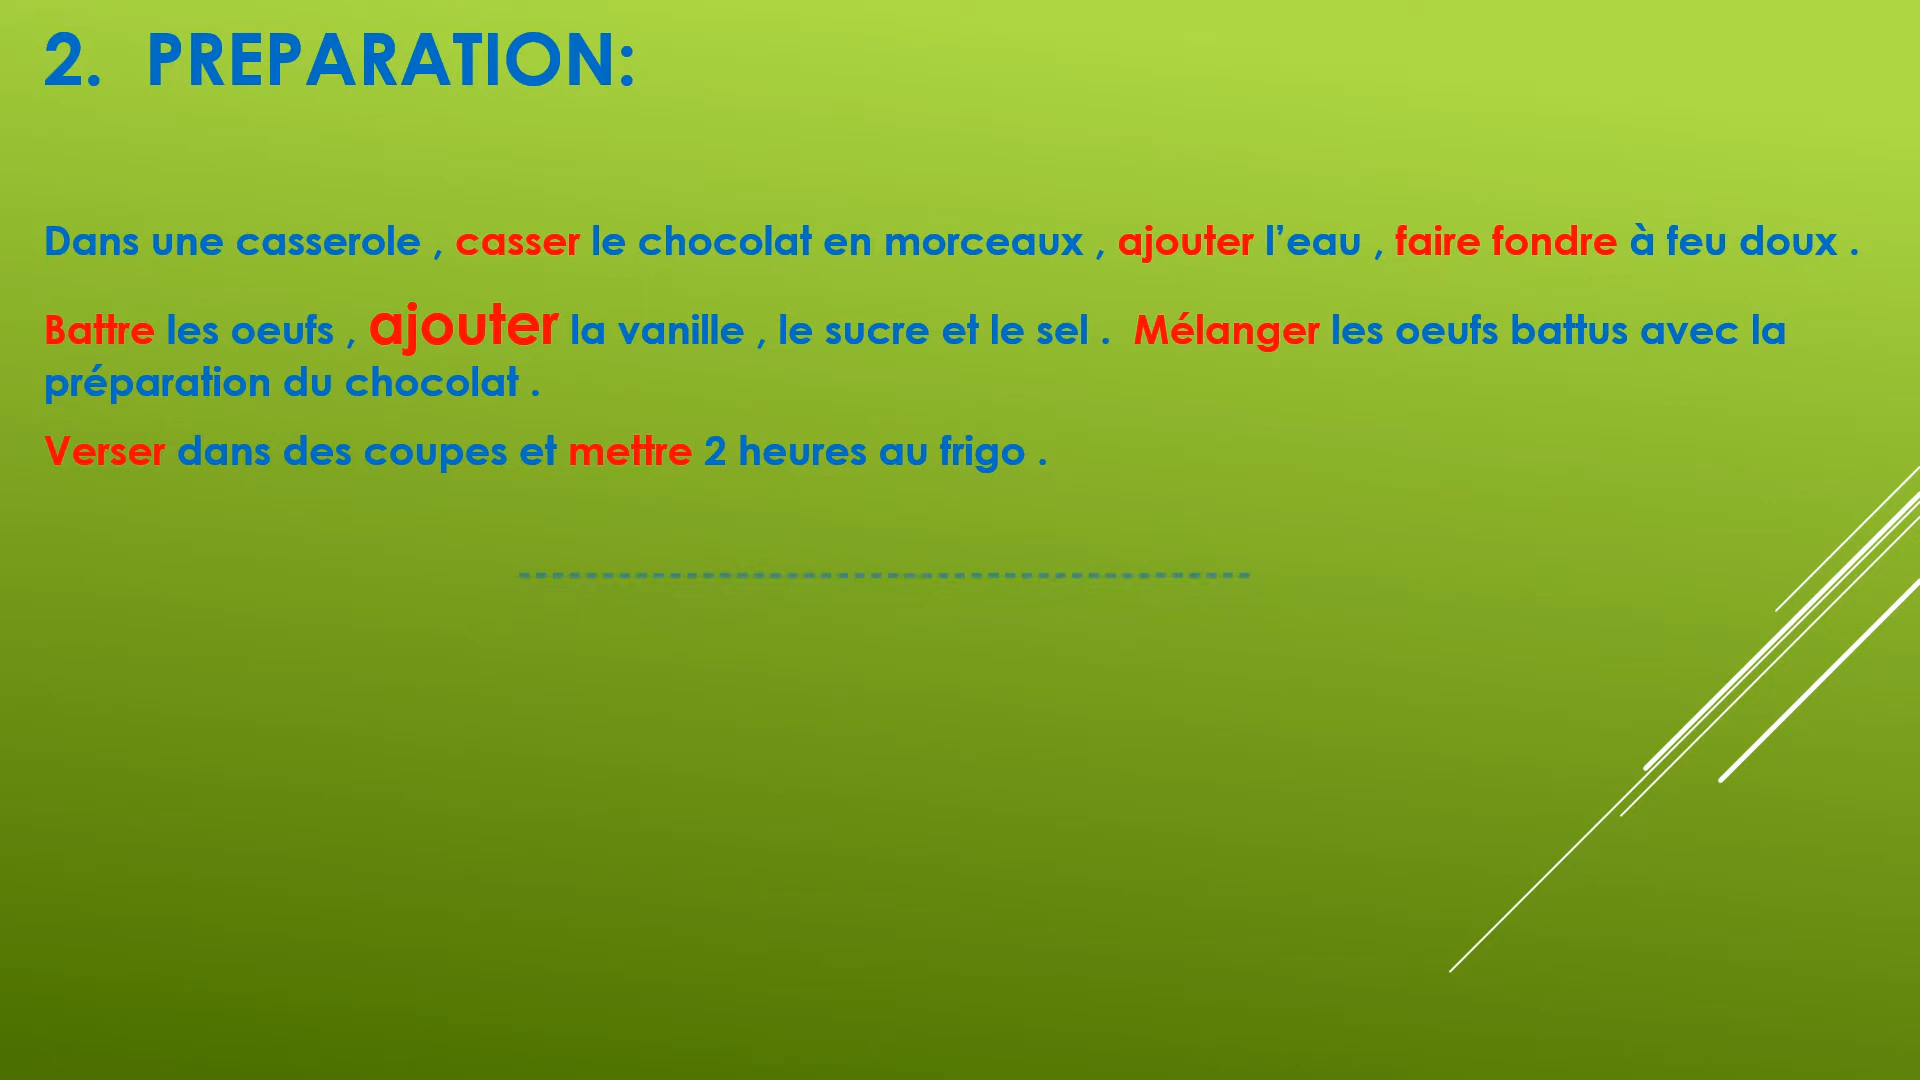 2. PREPARATION:
Dans une casserole , casser le chocolat en morceaux , ajouter l’eau , faire fondre à feu doux .
Battre les oeufs , ajouter la vanille , le sucre et le sel . Mélanger les oeufs battus avec la
préparation du chocolat .
Verser dans des coupes et mettre 2 heures au frigo .